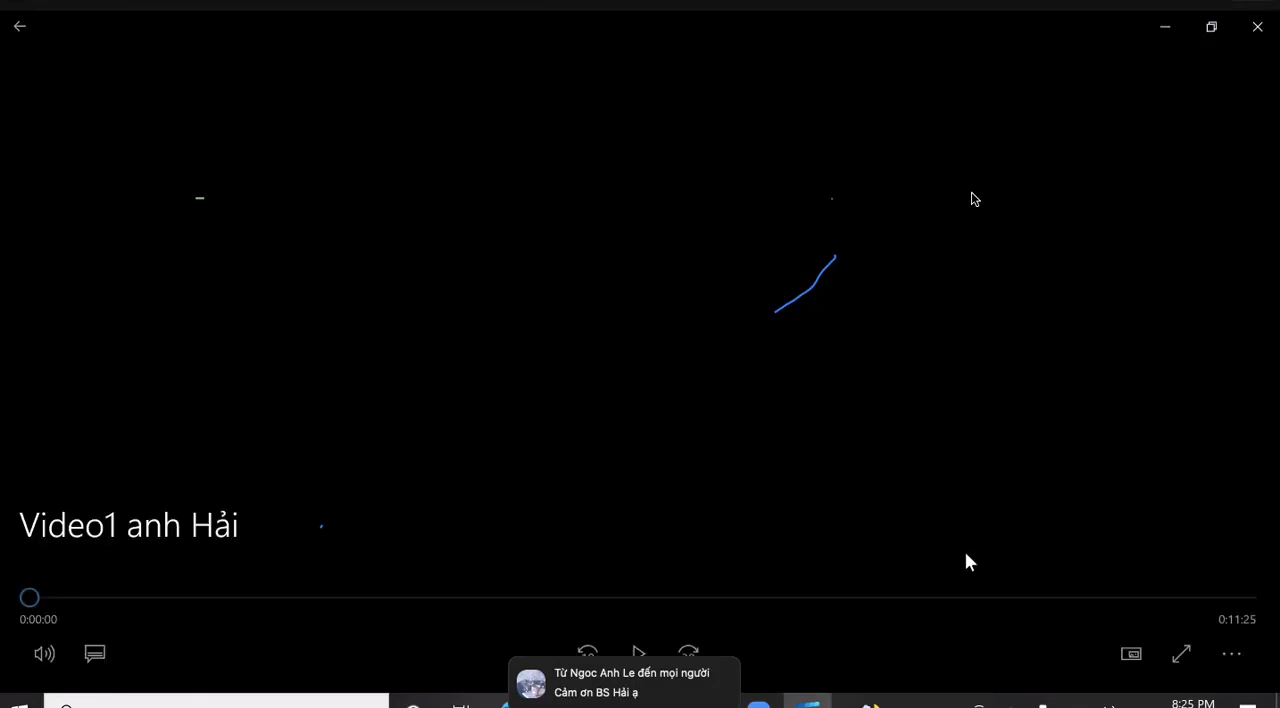 Video1 anh Hải
0:00:00
0:11:25
Từ Ngoc Anh Le đến mọi người
Cảm ơn BS Hải ạ
8:25 PM